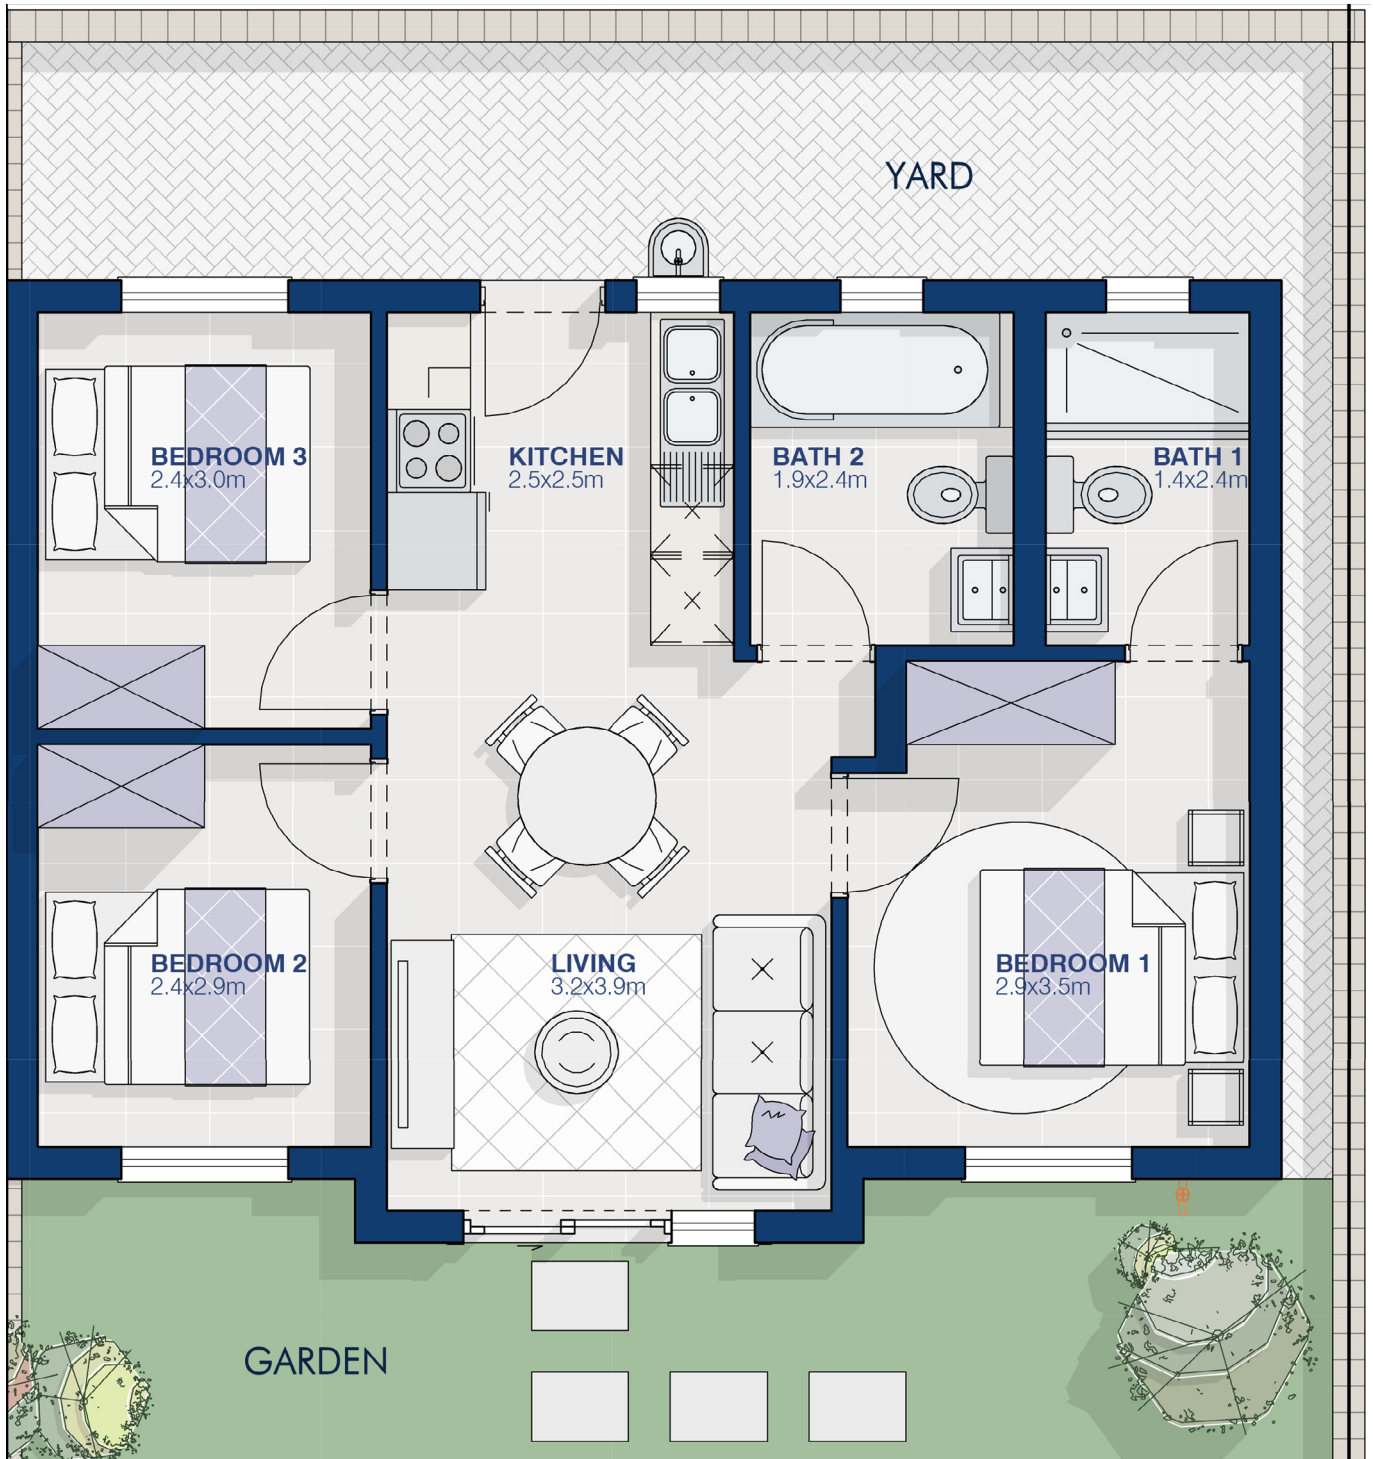 YARD
BEDROOM 3
2.4x3.0m
KITCHEN
2.5x2.5m
BATH 2
1.9x2.4m
BATH 1
1.4x2.4m
BEDROOM 2
2.4x2.9m
LIVING
3.2x3.9m
BEDROOM 1
2.9x3.5m
GARDEN